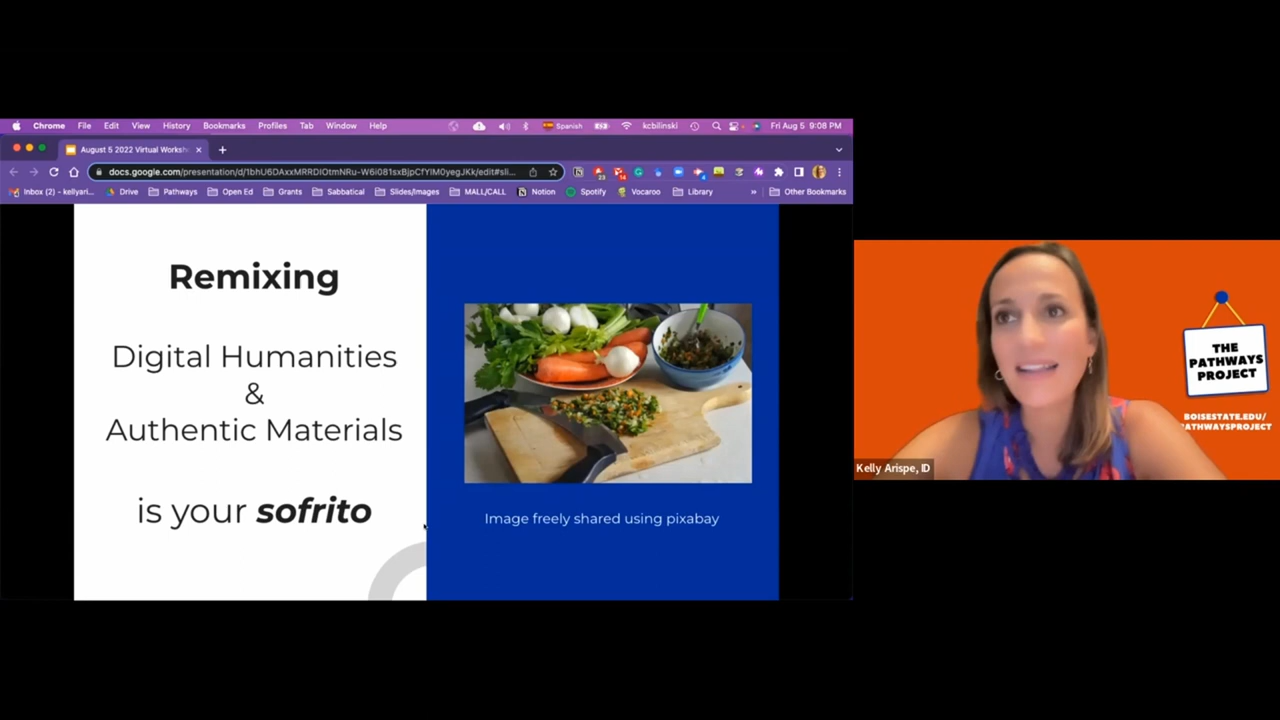 Chrome File Edit View History Bookmarks Profiles Tab Window Help Spanish kcbilinski Fri Aug 5 9:08 PM
August 5 2022 Virtual Worksh
docs.google.com/presentation/d/1bhU6DAxxMRRDIOtmNRu-W6I081sxBjpCfYIM0yegJKk/edit#sli...
Inbox (2) - kellyari... Drive Pathways Open Ed Grants Sabbatical Slides/Images MALL/CALL Notion Spotify Vocaroo Library » Other Bookmarks
Remixing
Digital Humanities
&
Authentic Materials
is your sofrito
Image freely shared using pixabay
THE
PATHWAYS
PROJECT
BOISESTATE.EDU/
PATHWAYSPROJECT
Kelly Arispe, ID